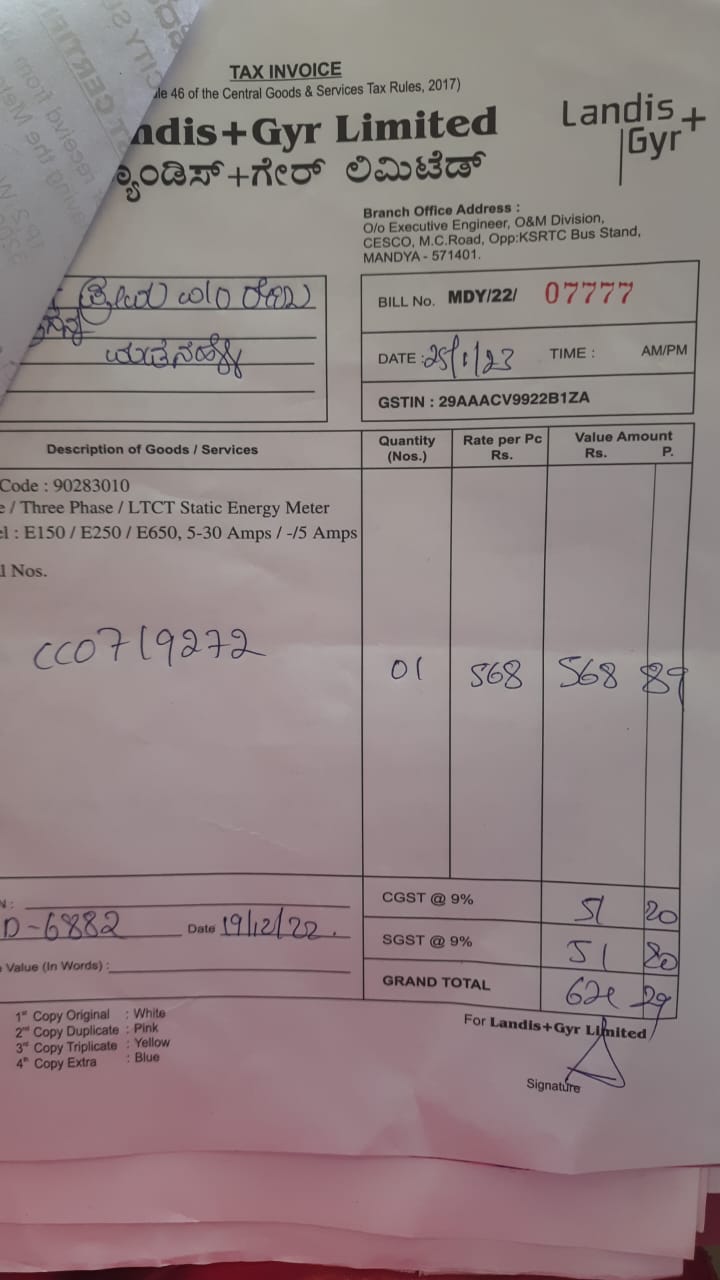 TAX INVOICE
le 46 of the Central Goods & Services Tax Rules, 2017)
ndis+Gyr Limited
Landis
Gyr+
ಲ್ಯಾಂಡಿಸ್+ಗೇರ್ ಲಿಮಿಟೆಡ್
Branch Office Address :
O/o Executive Engineer, O&M Division,
CESCO, M.C.Road, Opp:KSRTC Bus Stand,
MANDYA - 571401.
BILL No. MDY/22/ 07777
DATE : 25/1/23 TIME : AM/PM
GSTIN : 29AAACV9922B1ZA
Description of Goods / Services
Quantity (Nos.)
Rate per Pc Rs.
Value Amount Rs. P.
Code : 90283010
e / Three Phase / LTCT Static Energy Meter
el : E150 / E250 / E650, 5-30 Amps / -/5 Amps
l Nos.
CC0719272 01 568 568 89
CGST @ 9% 51 20
N :
D-6882 Date 19/12/22.
SGST @ 9% 51 20
Value (In Words) :
GRAND TOTAL 29
1st Copy Original : White
2nd Copy Duplicate : Pink
3rd Copy Triplicate : Yellow
4th Copy Extra : Blue
For Landis+Gyr Limited
Signature